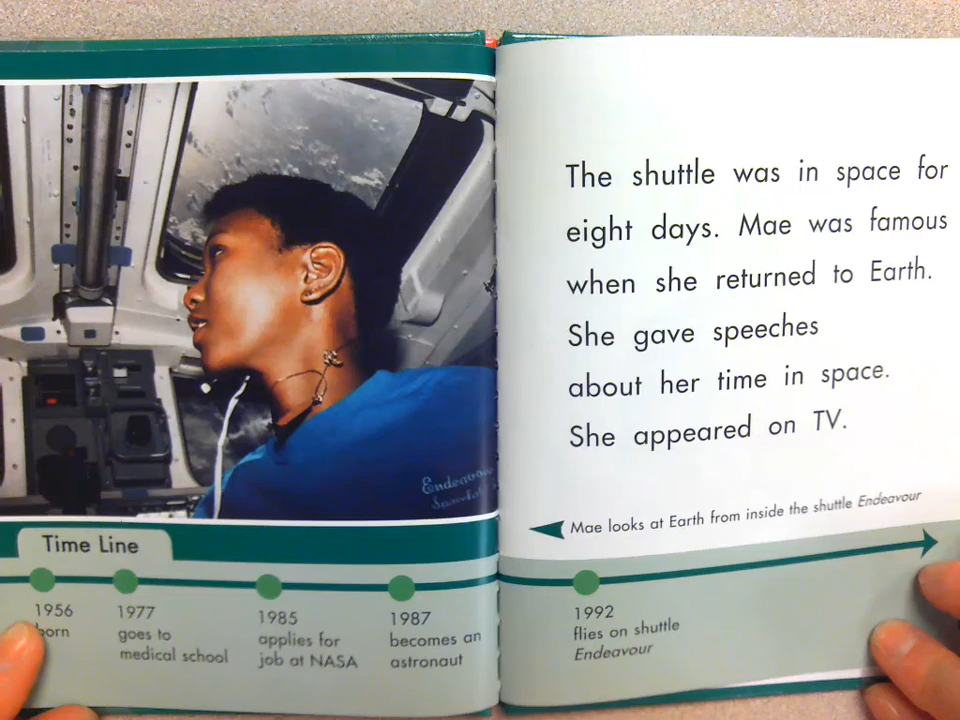 Endeavour
Time Line
1956
born
1977
goes to
medical school
1985
applies for
job at NASA
1987
becomes an
astronaut
The shuttle was in space for
eight days. Mae was famous
when she returned to Earth.
She gave speeches
about her time in space.
She appeared on TV.
Mae looks at Earth from inside the shuttle Endeavour
1992
flies on shuttle
Endeavour